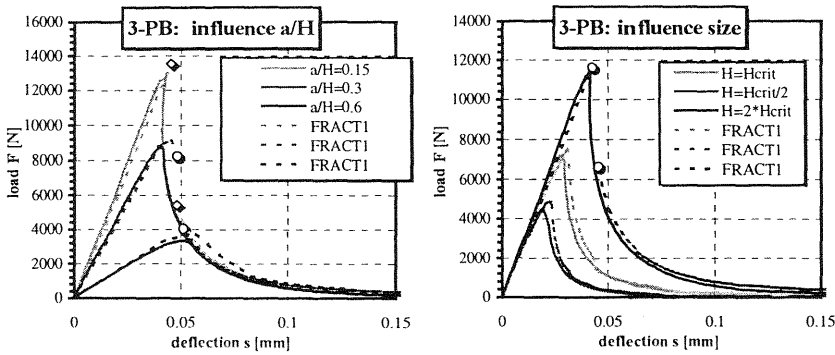 3-PB: influence a/H
load F [N]
16000
14000
12000
10000
8000
6000
4000
2000
0
a/H=0.15
a/H=0.3
a/H=0.6
FRACT1
FRACT1
FRACT1
0 0.05 0.1 0.15
deflection s [mm]
3-PB: influence size
load F [N]
14000
12000
10000
8000
6000
4000
2000
0
H=Hcrit
H=Hcrit/2
H=2*Hcrit
FRACT1
FRACT1
FRACT1
0 0.05 0.1 0.15
deflection s [mm]